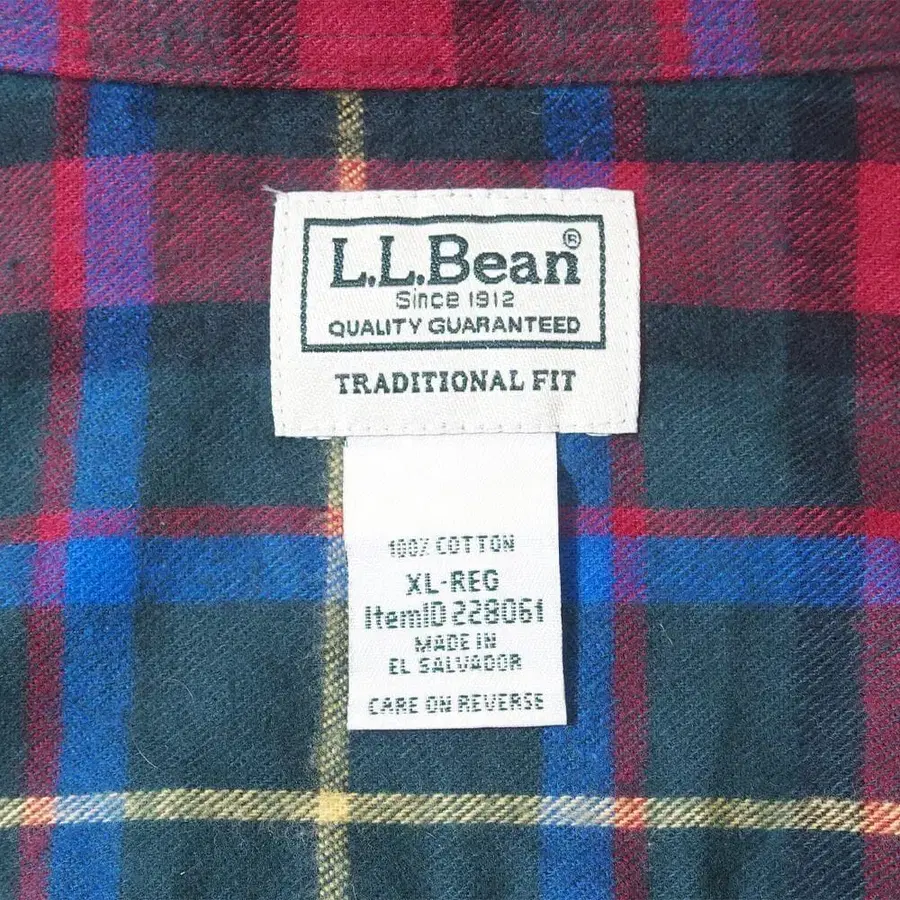 L.L.Bean®
Since 1912
QUALITY GUARANTEED
TRADITIONAL FIT
100% COTTON
XL-REG
ItemID 228061
MADE IN
EL SALVADOR
CARE ON REVERSE